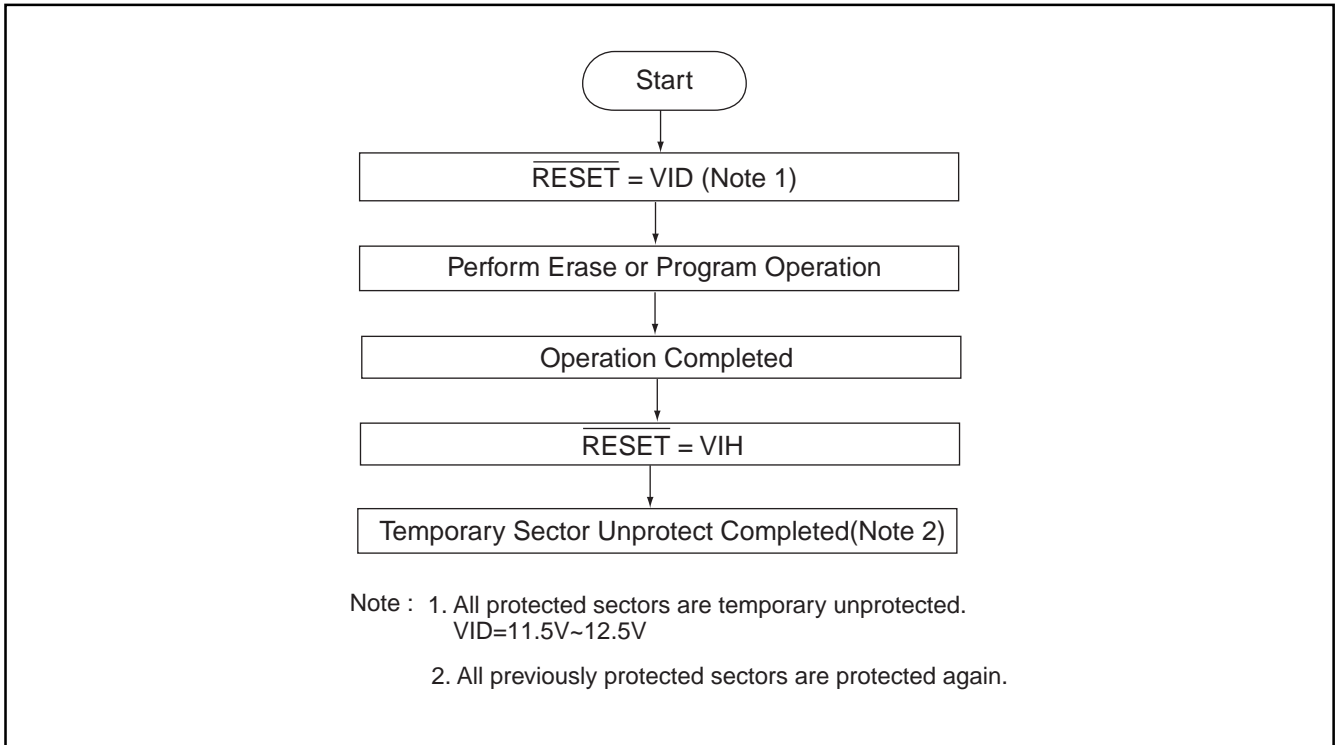 Start
RESET = VID (Note 1)
Perform Erase or Program Operation
Operation Completed
RESET = VIH
Temporary Sector Unprotect Completed(Note 2)
Note : 1. All protected sectors are temporary unprotected.
VID=11.5V~12.5V
2. All previously protected sectors are protected again.